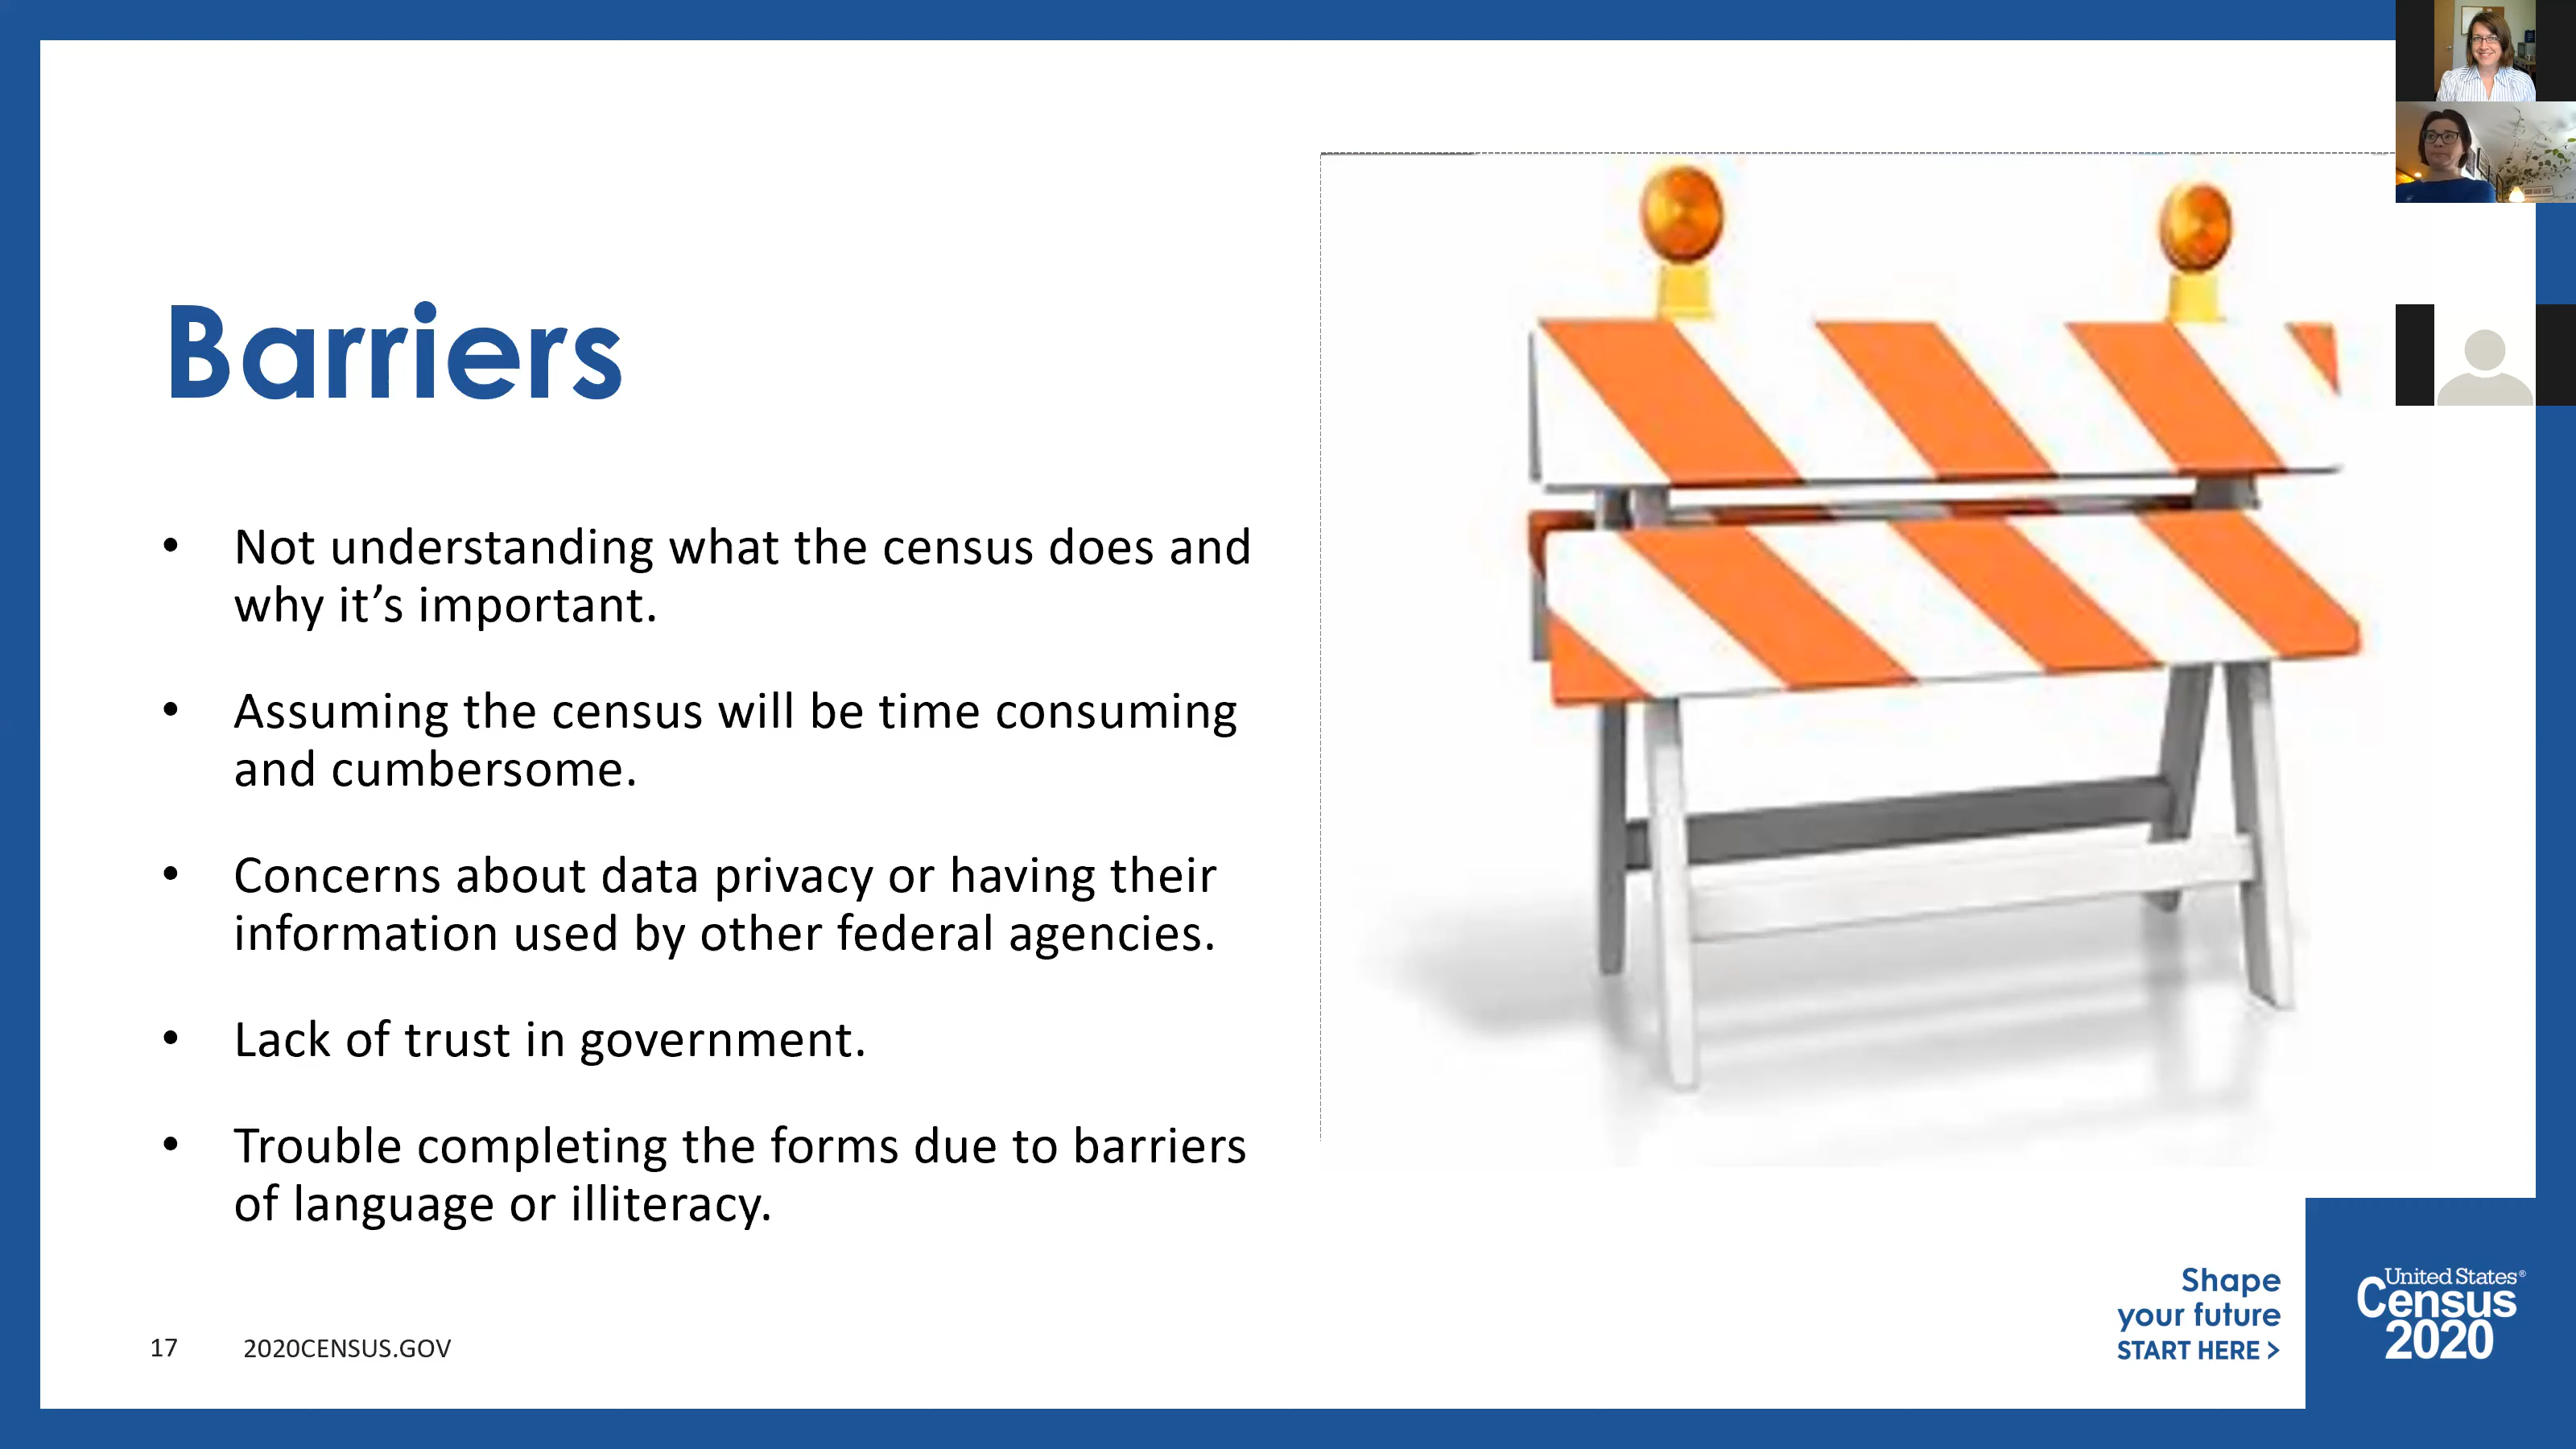 Barriers
• Not understanding what the census does and
why it’s important.
• Assuming the census will be time consuming
and cumbersome.
• Concerns about data privacy or having their
information used by other federal agencies.
• Lack of trust in government.
• Trouble completing the forms due to barriers
of language or illiteracy.
17 2020CENSUS.GOV
Shape
your future
START HERE >
United States®
Census
2020